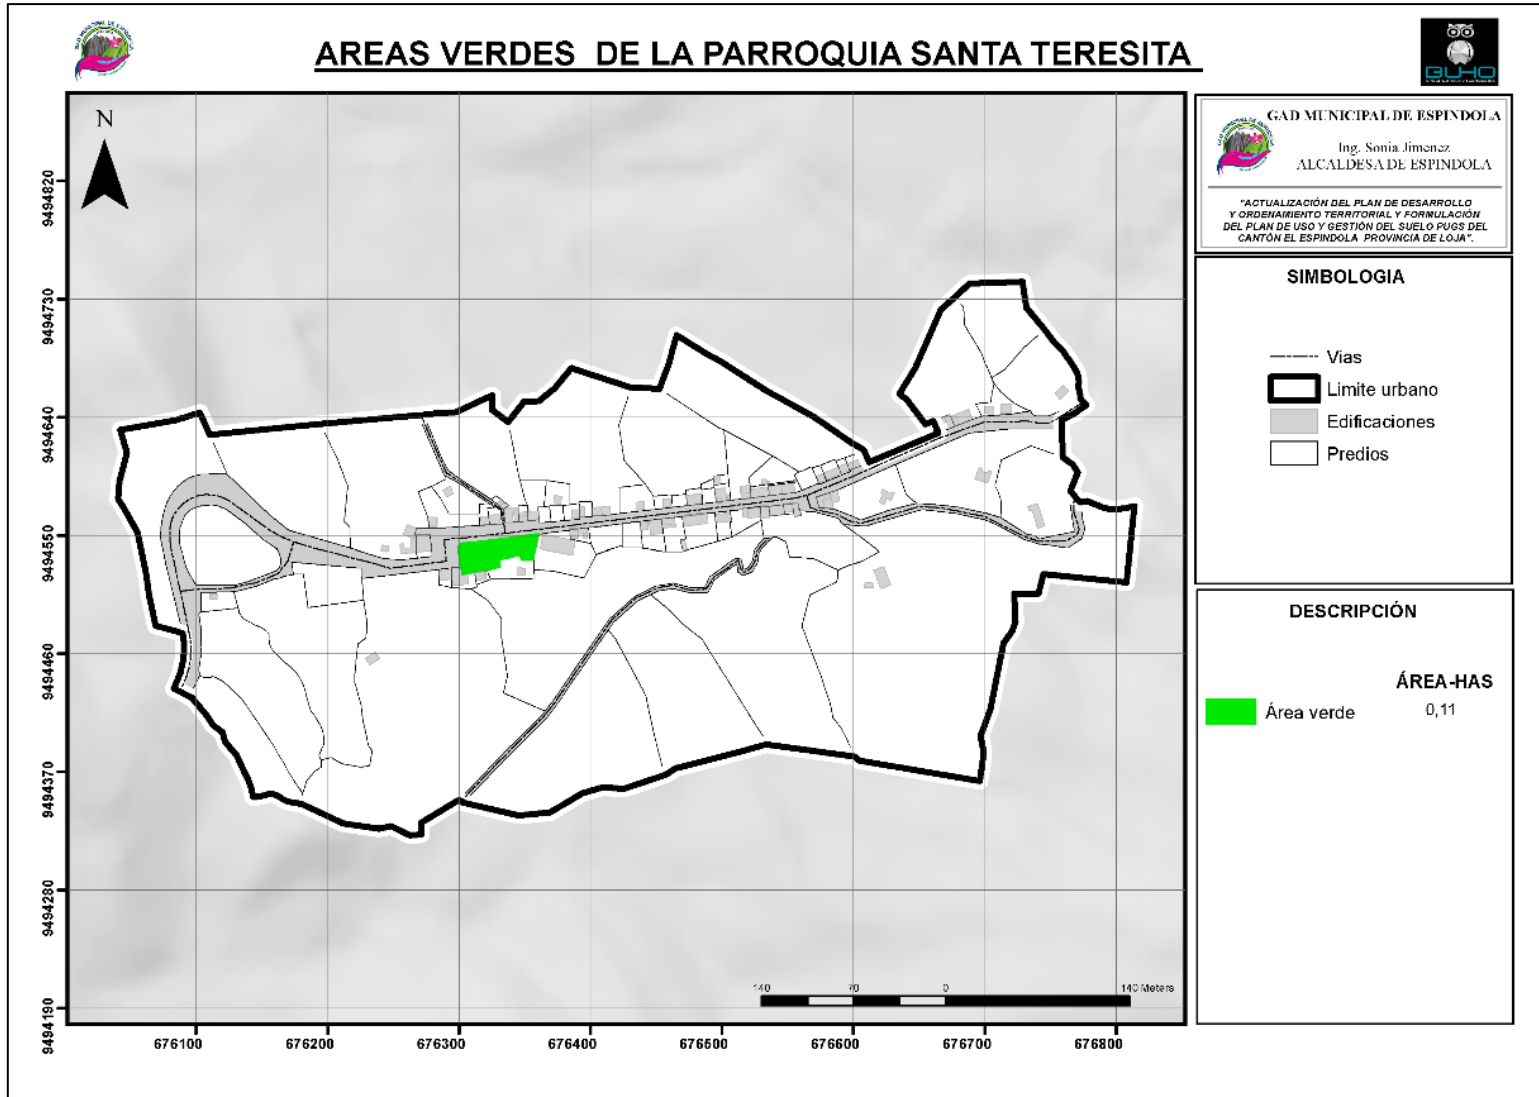 AREAS VERDES DE LA PARROQUIA SANTA TERESITA
BUHO
N
GAD MUNICIPAL DE ESPINDOLA
Ing. Sonia Jimenez
ALCALDESA DE ESPINDOLA
"ACTUALIZACIÓN DEL PLAN DE DESARROLLO
Y ORDENAMIENTO TERRITORIAL Y FORMULACIÓN
DEL PLAN DE USO Y GESTIÓN DEL SUELO PUGS DEL
CANTÓN EL ESPINDOLA PROVINCIA DE LOJA".
SIMBOLOGIA
Vias
Limite urbano
Edificaciones
Predios
DESCRIPCIÓN
ÁREA-HAS
Área verde 0,11
9494820
9494730
9494640
9494550
9494460
9494370
9494280
9494190
140 70 0 140 Meters
676100 676200 676300 676400 676500 676600 676700 676800